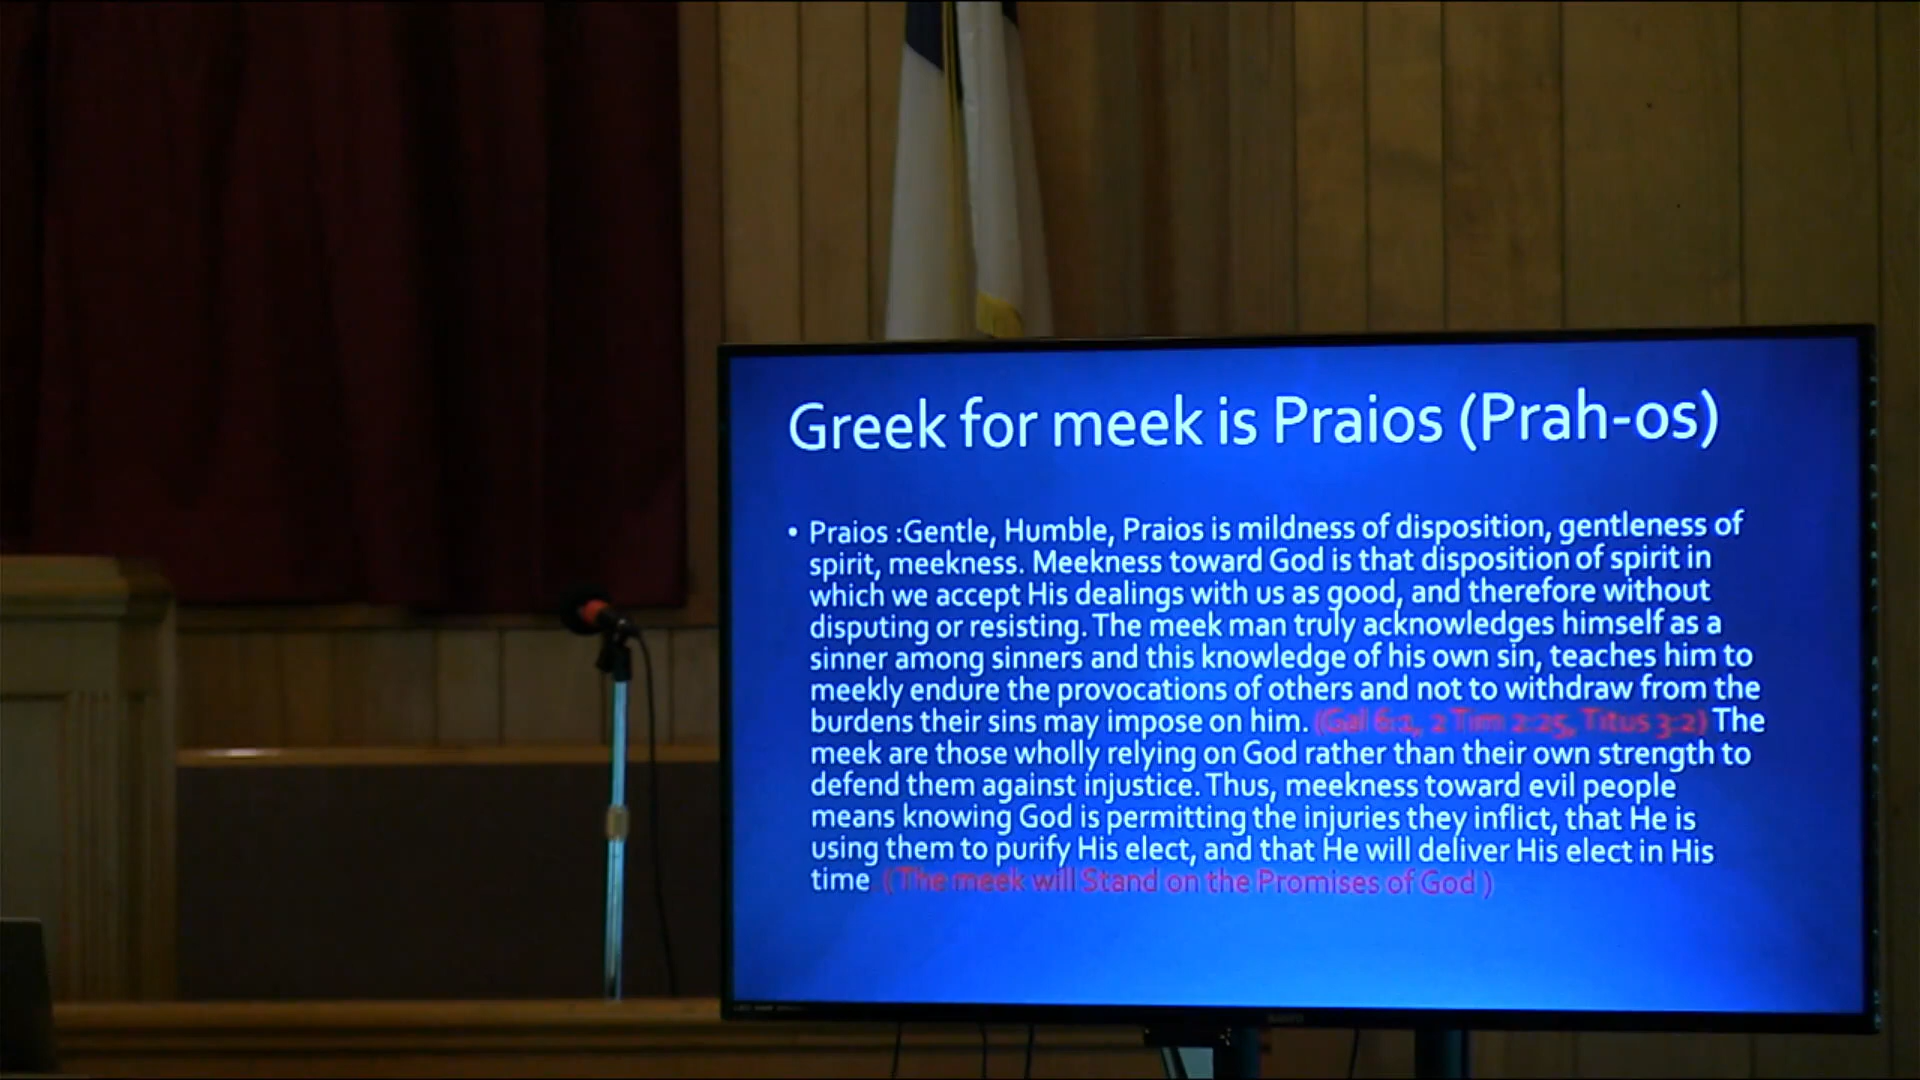 Greek for meek is Praios (Prah-os)
• Praios :Gentle, Humble, Praios is mildness of disposition, gentleness of
spirit, meekness. Meekness toward God is that disposition of spirit in
which we accept His dealings with us as good, and therefore without
disputing or resisting. The meek man truly acknowledges himself as a
sinner among sinners and this knowledge of his own sin, teaches him to
meekly endure the provocations of others and not to withdraw from the
burdens their sins may impose on him. (Gal 6:1, 2 Tim 2:25, Titus 3:2) The
meek are those wholly relying on God rather than their own strength to
defend them against injustice. Thus, meekness toward evil people
means knowing God is permitting the injuries they inflict, that He is
using them to purify His elect, and that He will deliver His elect in His
time (The meek will Stand on the Promises of God )